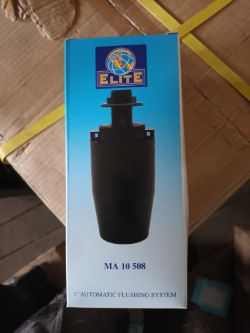 ELITE
MA 10 508
1" AUTOMATIC FLUSHING SYSTEM